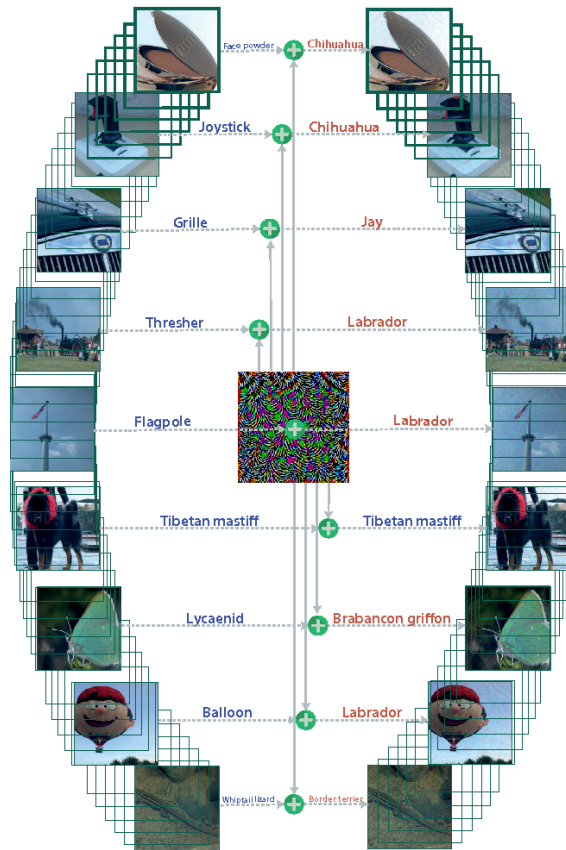 Face powder
Chihuahua
Joystick
Chihuahua
Grille
Jay
Thresher
Labrador
Flagpole
Labrador
Tibetan mastiff
Tibetan mastiff
Lycaenid
Brabancon griffon
Balloon
Labrador
Whiptail lizard
Border terrier